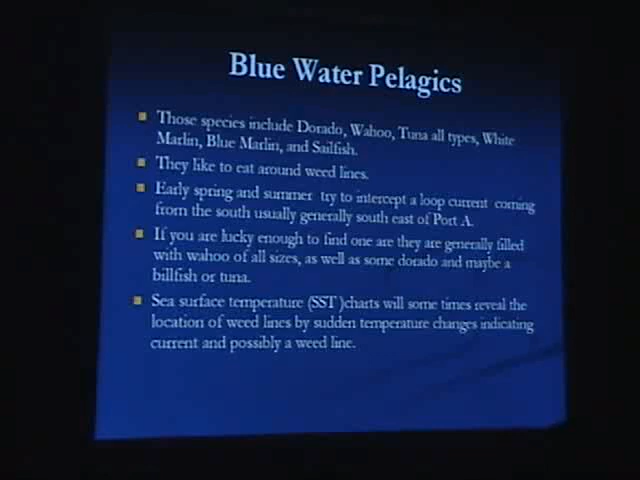 Blue Water Pelagics
Those species include Dorado, Wahoo, Tuna all types, White
Marlin, Blue Marlin, and Sailfish.
They like to eat around weed lines.
Early spring and summer try to intercept a loop current coming
from the south usually generally south east of Port A.
If you are lucky enough to find one are they are generally filled
with wahoo of all sizes, as well as some dorado and maybe a
billfish or tuna.
Sea surface temperature (SST )charts will some times reveal the
location of weed lines by sudden temperature changes indicating
current and possibly a weed line.